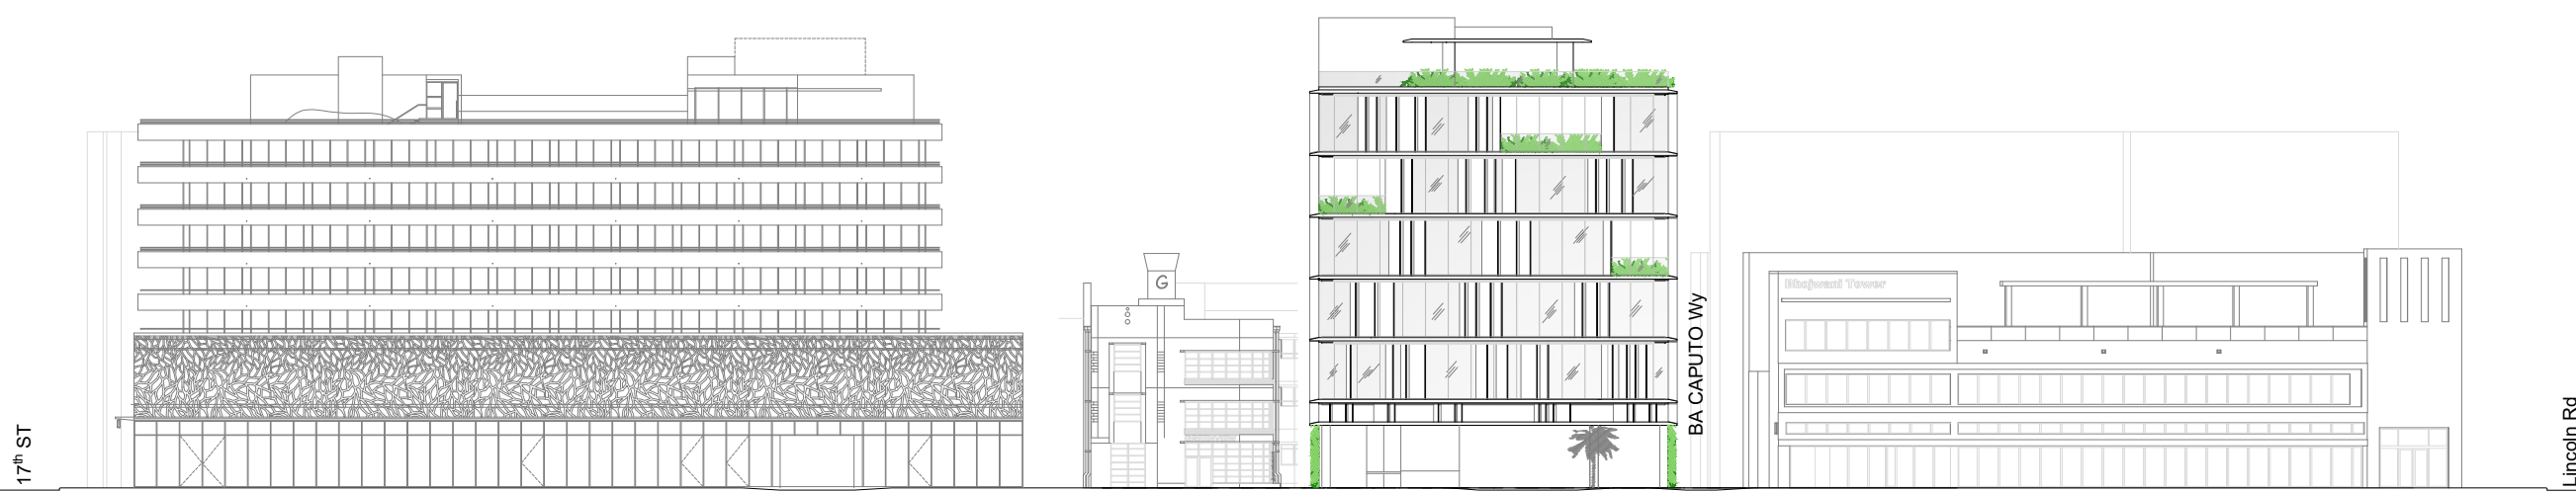 17th ST
G
BA CAPUTO Wy
Bhojwani Tower
Lincoln Rd